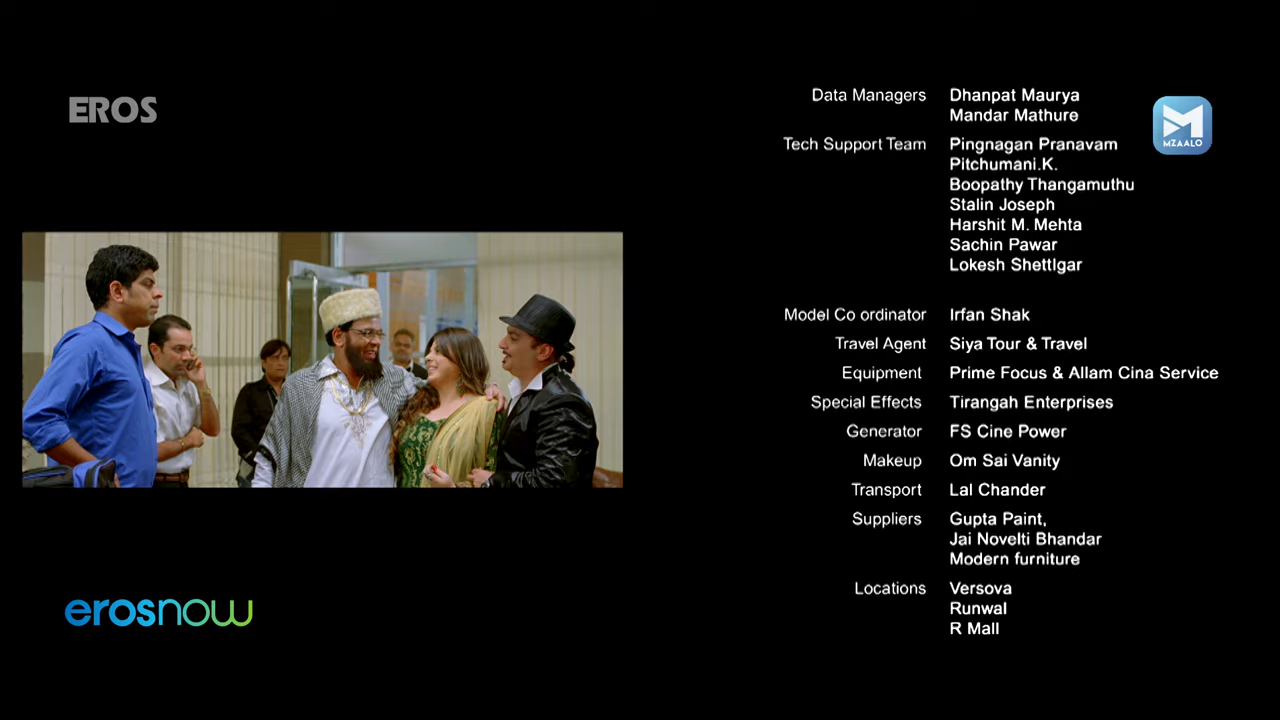 EROS
Data Managers Dhanpat Maurya
Mandar Mathure
MZAALO
Tech Support Team Pingnagan Pranavam
Pitchumani.K.
Boopathy Thangamuthu
Stalin Joseph
Harshit M. Mehta
Sachin Pawar
Lokesh Shettlgar
Model Co ordinator Irfan Shak
Travel Agent Siya Tour & Travel
Equipment Prime Focus & Allam Cina Service
Special Effects Tirangah Enterprises
Generator FS Cine Power
Makeup Om Sai Vanity
Transport Lal Chander
Suppliers Gupta Paint,
Jai Novelti Bhandar
Modern furniture
Locations Versova
Runwal
R Mall
erosnow